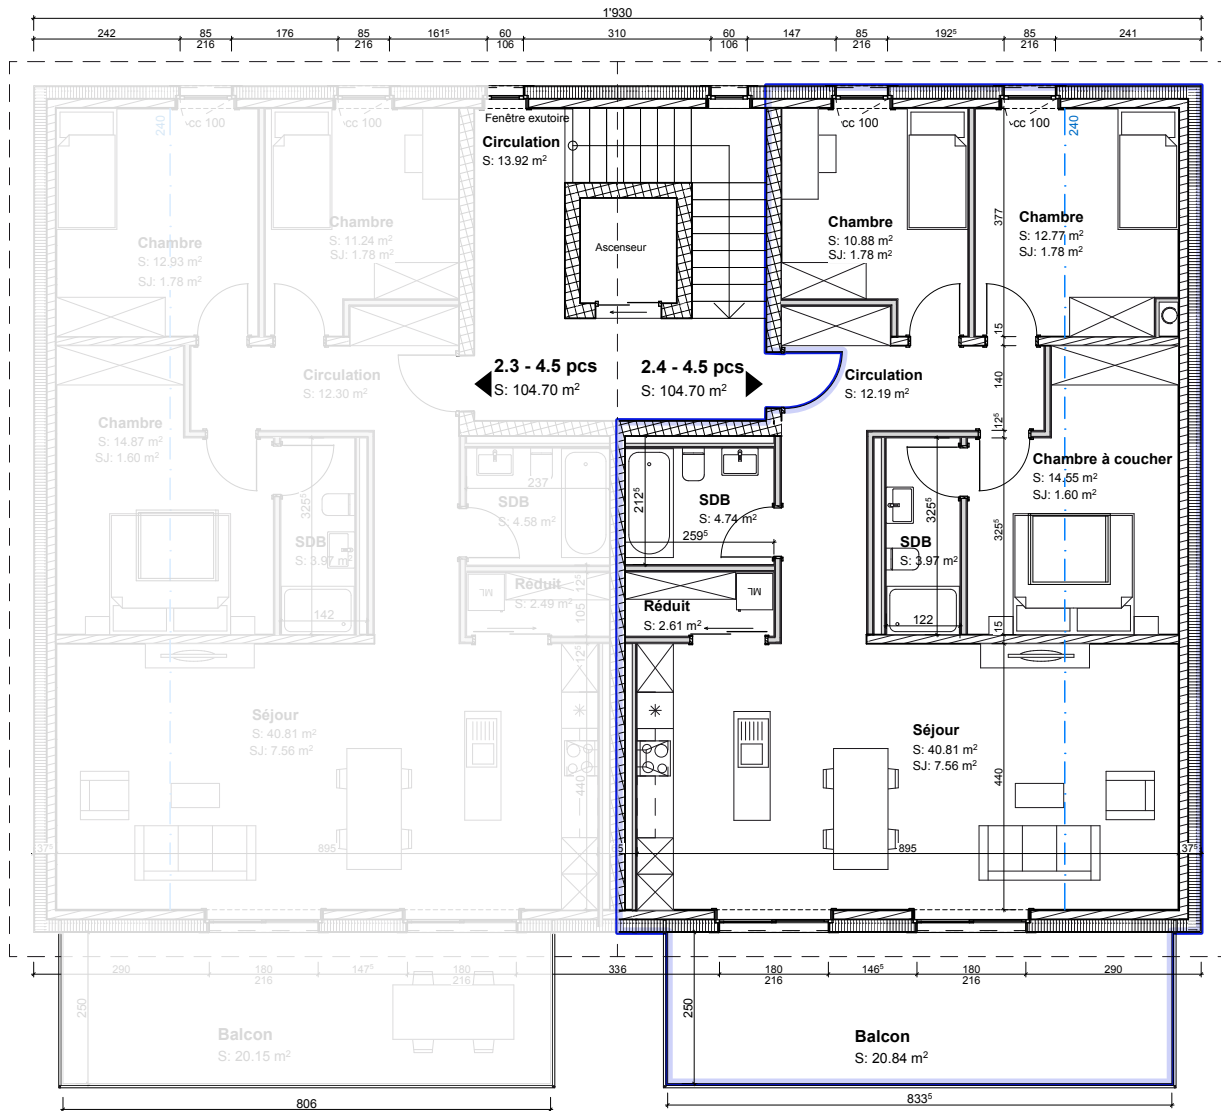 1'930
242
85
216
176
85
216
161⁵
60
106
310
60
106
147
85
216
192⁵
85
216
241
cc 100
cc 100
cc 100
cc 100
240
240
Fenêtre exutoire
Circulation
S: 13.92 m²
Ascenseur
Chambre
S: 12.93 m²
SJ: 1.78 m²
Chambre
S: 11.24 m²
SJ: 1.78 m²
Chambre
S: 10.88 m²
SJ: 1.78 m²
Chambre
S: 12.77 m²
SJ: 1.78 m²
377
15
140
12⁵
2.3 - 4.5 pcs
S: 104.70 m²
2.4 - 4.5 pcs
S: 104.70 m²
Circulation
S: 12.30 m²
Circulation
S: 12.19 m²
Chambre
S: 14.87 m²
SJ: 1.60 m²
Chambre à coucher
S: 14.55 m²
SJ: 1.60 m²
237
SDB
S: 4.58 m²
212⁵
SDB
S: 4.74 m²
259⁵
325⁵
SDB
S: 3.97 m²
142
325⁵
SDB
S: 3.97 m²
122
325⁵
15
Réduit
S: 2.49 m²
ML
12⁵
105
12⁵
Réduit
S: 2.61 m²
ML
Séjour
S: 40.81 m²
SJ: 7.56 m²
Séjour
S: 40.81 m²
SJ: 7.56 m²
440
440
37⁵
895
895
37⁵
290
180
216
147⁵
180
216
336
180
216
146⁵
180
216
290
250
250
Balcon
S: 20.15 m²
Balcon
S: 20.84 m²
806
833⁵